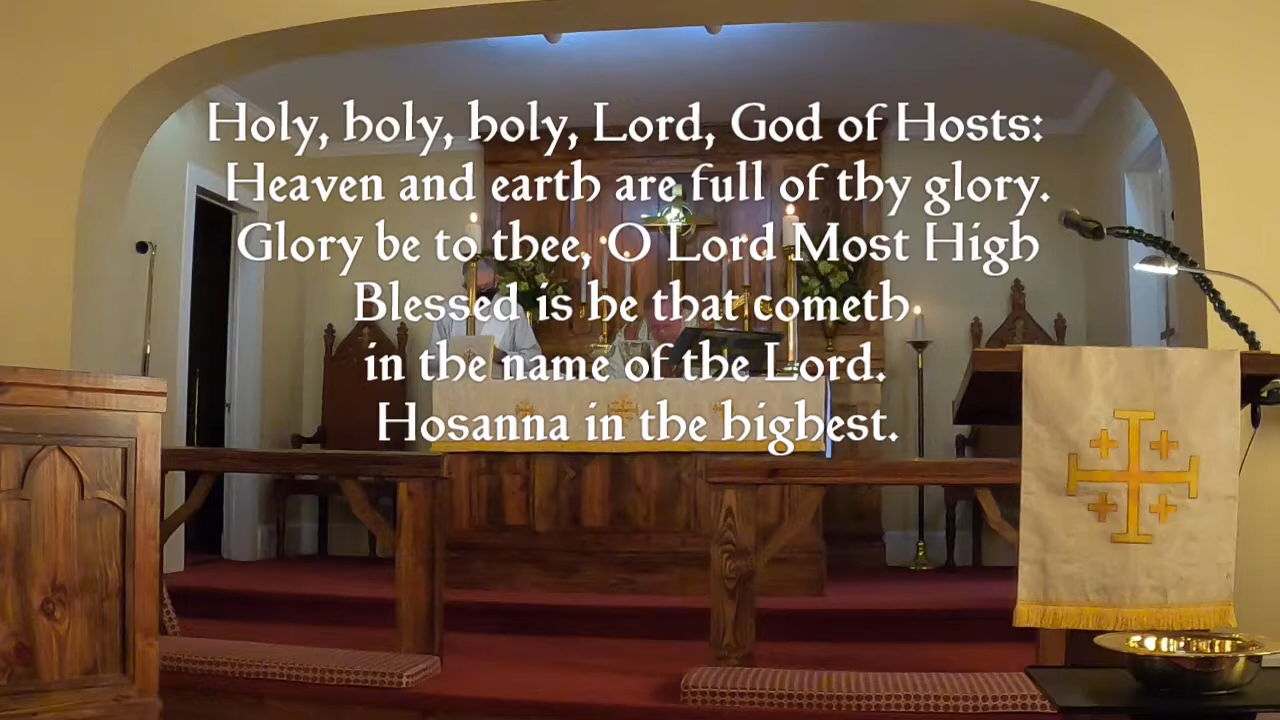 Holy, holy, holy, Lord, God of Hosts:
Heaven and earth are full of thy glory.
Glory be to thee, O Lord Most High
Blessed is he that cometh
in the name of the Lord.
Hosanna in the highest.